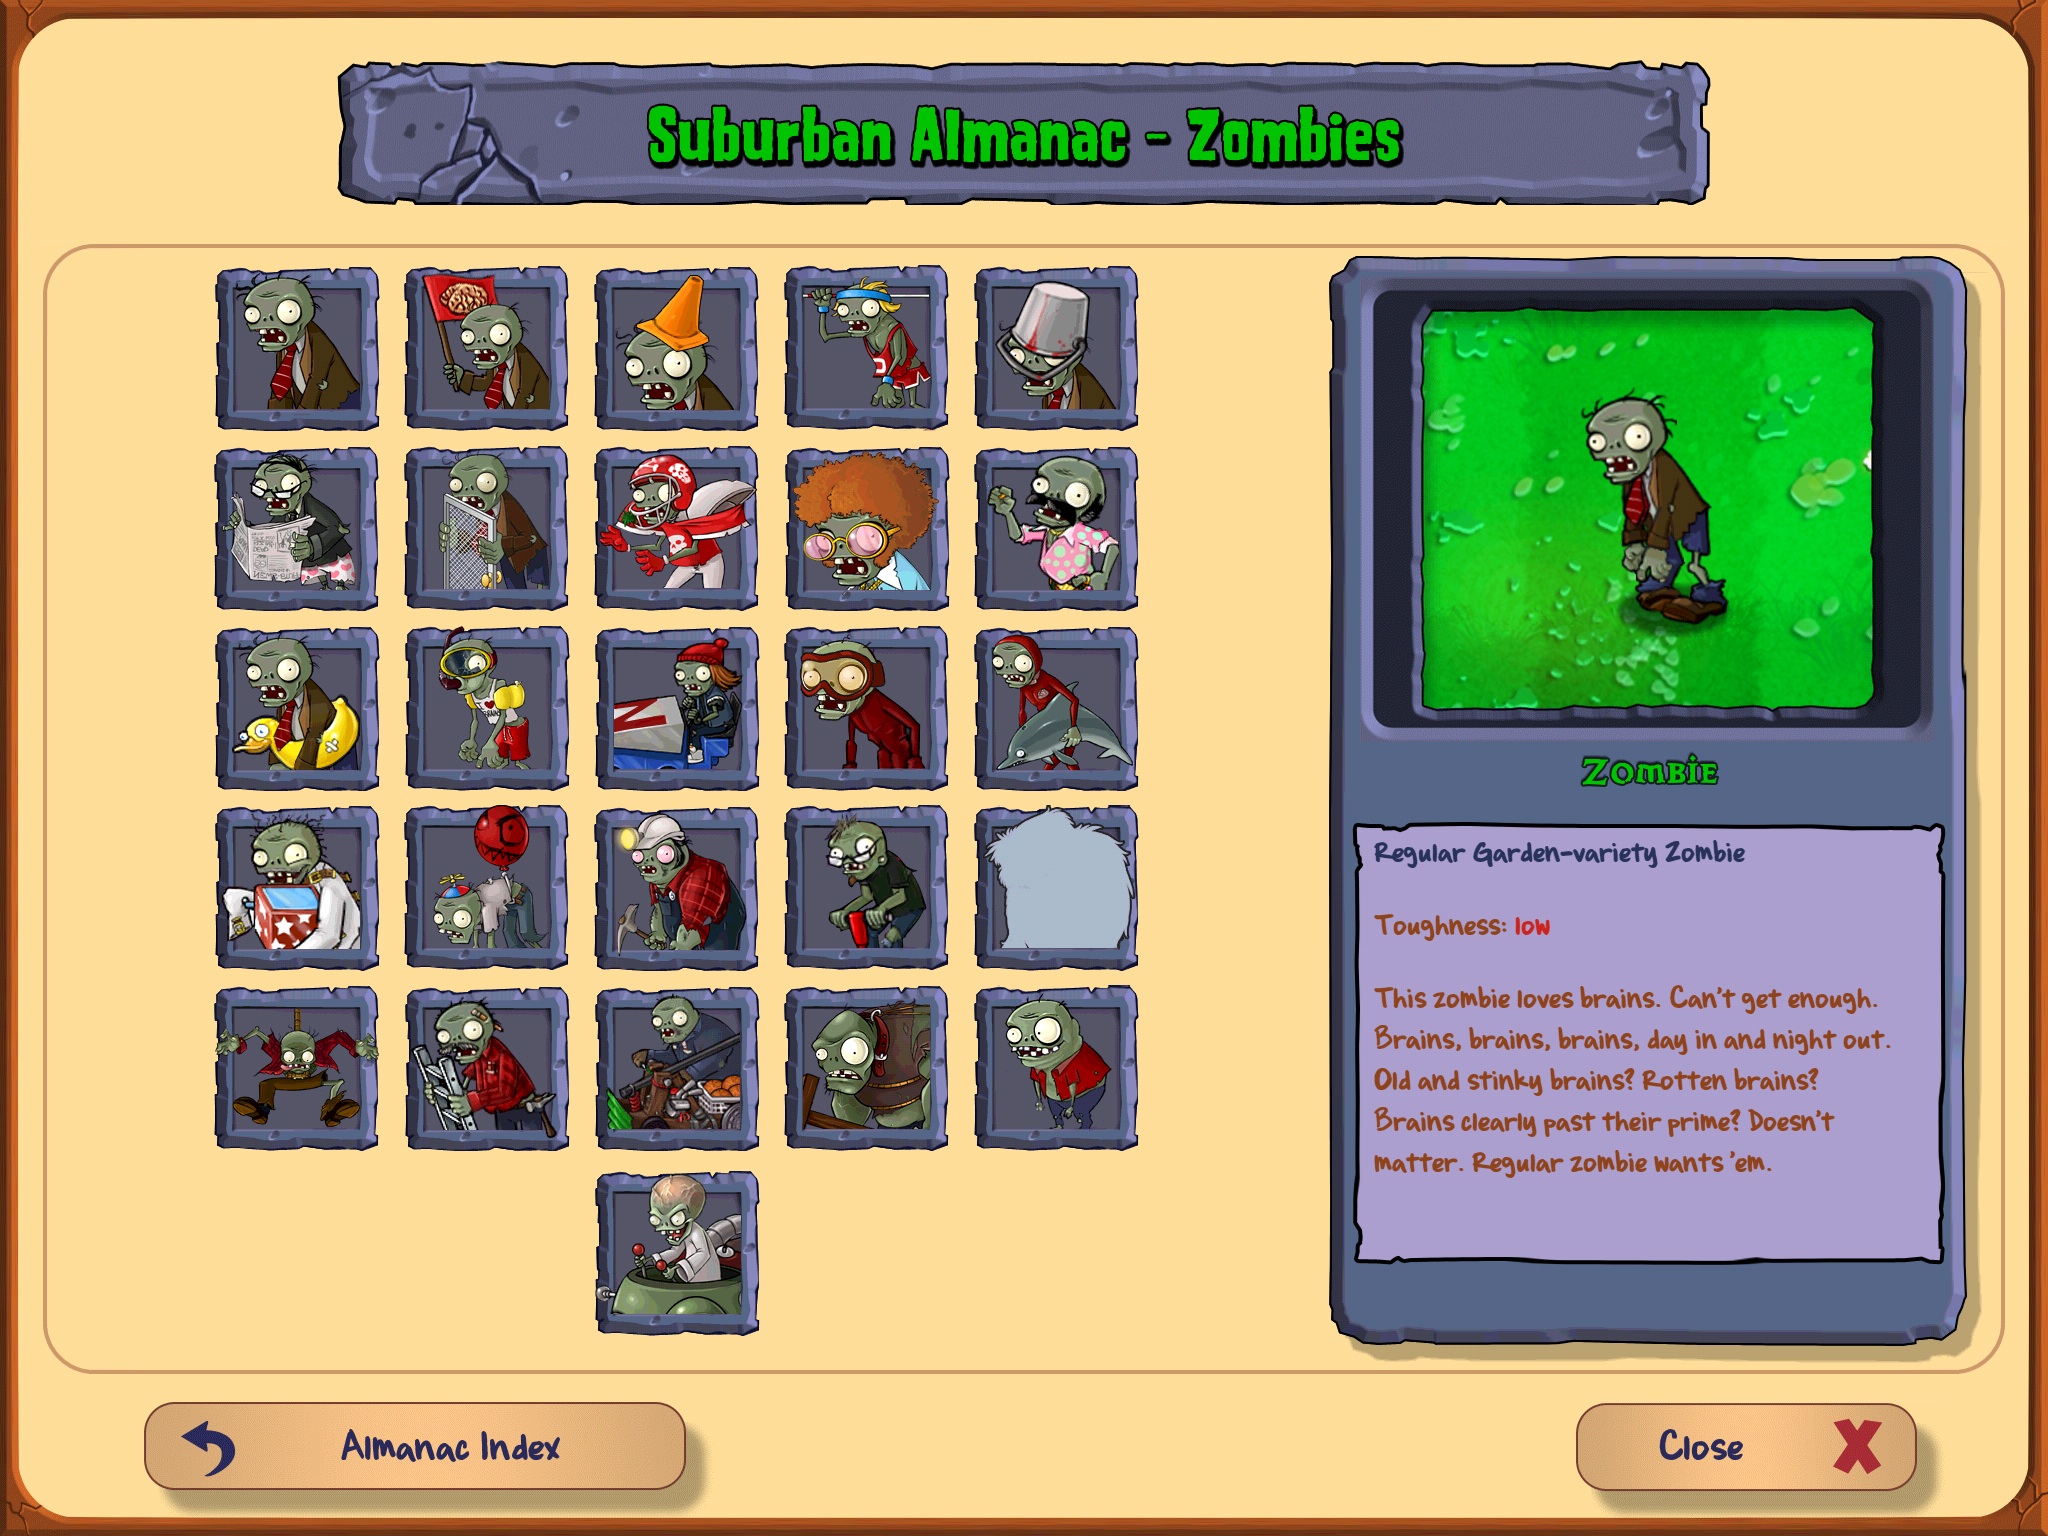 Suburban Almanac - Zombies
Zombie
Regular Garden-variety Zombie
Toughness: low
This zombie loves brains. Can't get enough.
Brains, brains, brains, day in and night out.
Old and stinky brains? Rotten brains?
Brains clearly past their prime? Doesn't
matter. Regular zombie wants 'em.
Almanac Index
Close